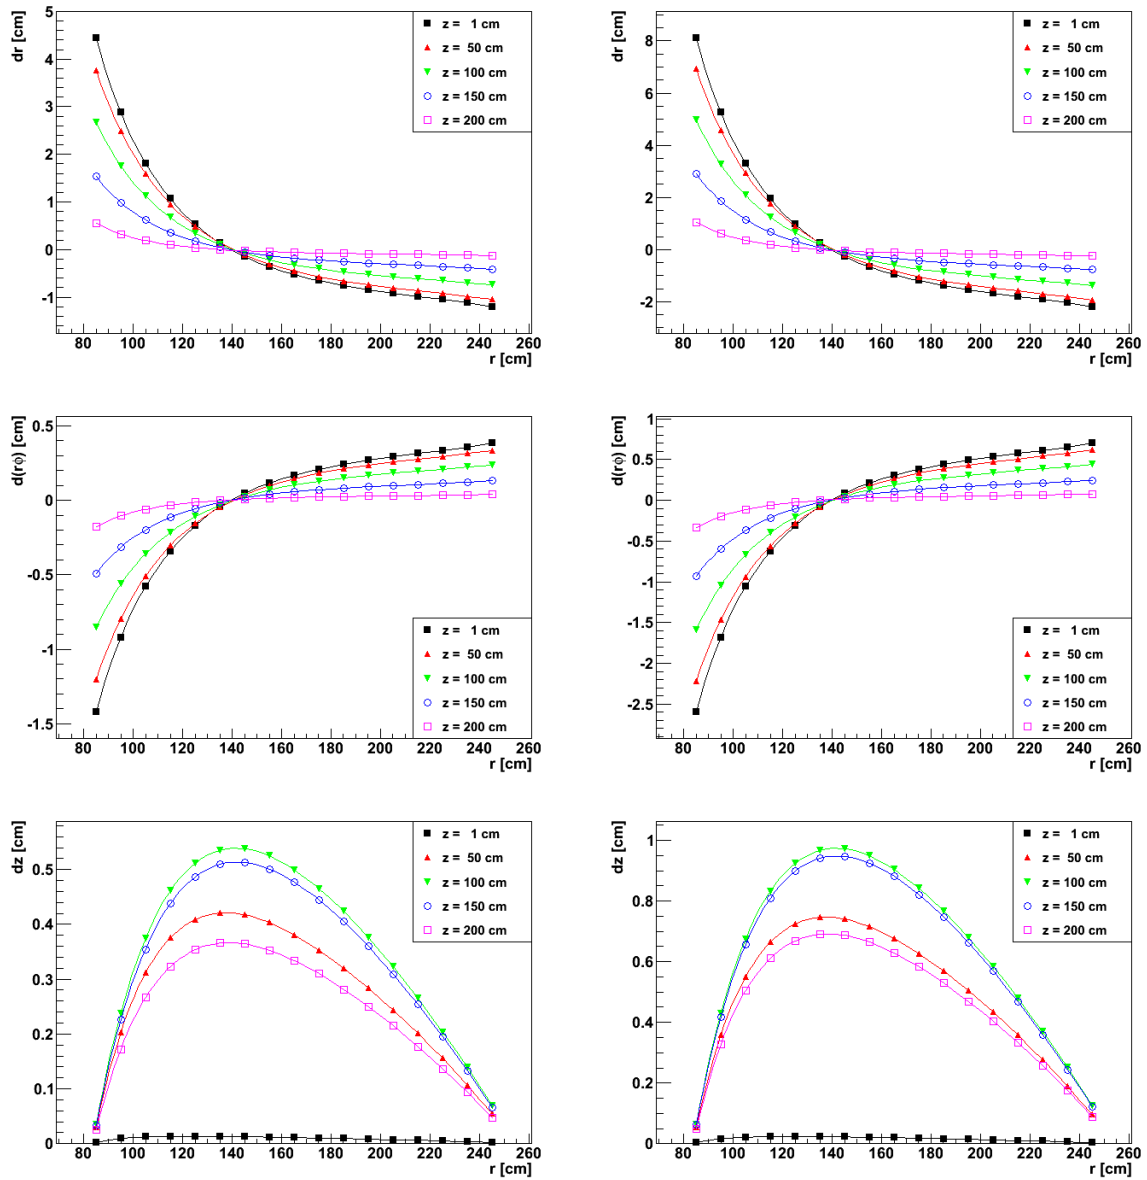 dr [cm]
5
4
3
2
1
0
-1
z = 1 cm
z = 50 cm
z = 100 cm
z = 150 cm
z = 200 cm
80 100 120 140 160 180 200 220 240 260
r [cm]
dr [cm]
8
6
4
2
0
-2
z = 1 cm
z = 50 cm
z = 100 cm
z = 150 cm
z = 200 cm
80 100 120 140 160 180 200 220 240 260
r [cm]
d(rϕ) [cm]
0.5
0
-0.5
-1
-1.5
z = 1 cm
z = 50 cm
z = 100 cm
z = 150 cm
z = 200 cm
80 100 120 140 160 180 200 220 240 260
r [cm]
d(rϕ) [cm]
1
0.5
0
-0.5
-1
-1.5
-2
-2.5
z = 1 cm
z = 50 cm
z = 100 cm
z = 150 cm
z = 200 cm
80 100 120 140 160 180 200 220 240 260
r [cm]
dz [cm]
0.5
0.4
0.3
0.2
0.1
0
z = 1 cm
z = 50 cm
z = 100 cm
z = 150 cm
z = 200 cm
80 100 120 140 160 180 200 220 240 260
r [cm]
dz [cm]
1
0.8
0.6
0.4
0.2
0
z = 1 cm
z = 50 cm
z = 100 cm
z = 150 cm
z = 200 cm
80 100 120 140 160 180 200 220 240 260
r [cm]